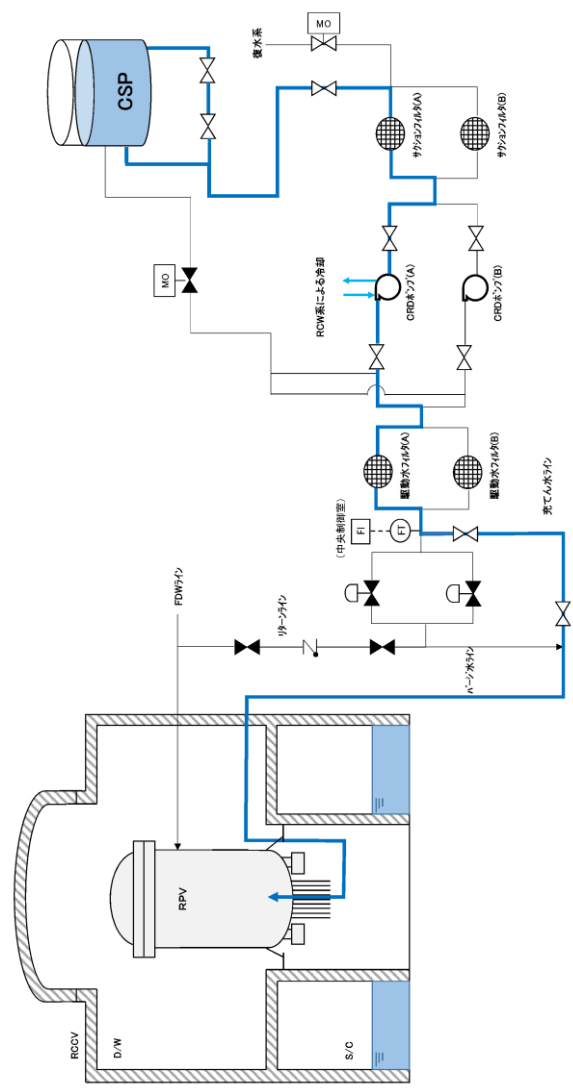 CSP
MO
復水系
MO
サクションフィルタ(A)
サクションフィルタ(B)
RCW系による冷却
CRDポンプ(A)
CRDポンプ(B)
駆動水フィルタ(A)
駆動水フィルタ(B)
(中央制御室)
FI
FT
充てん水ライン
FDWライン
リターンライン
パージ水ライン
RPV
RCCV
D/W
S/C